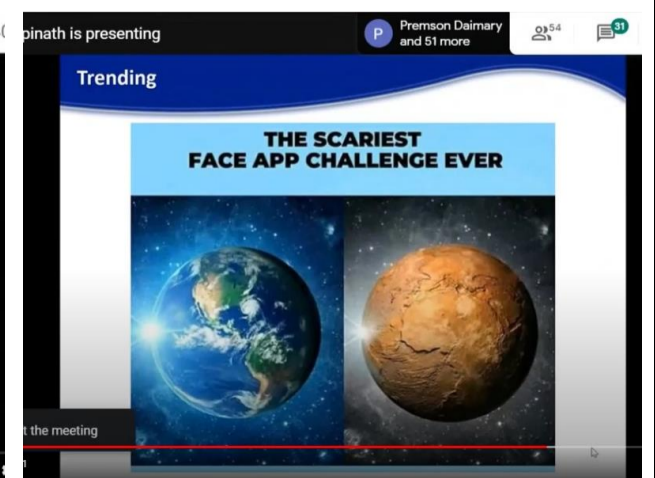 pinath is presenting
P
Premson Daimary
and 51 more
54
31
Trending
THE SCARIEST
FACE APP CHALLENGE EVER
t the meeting